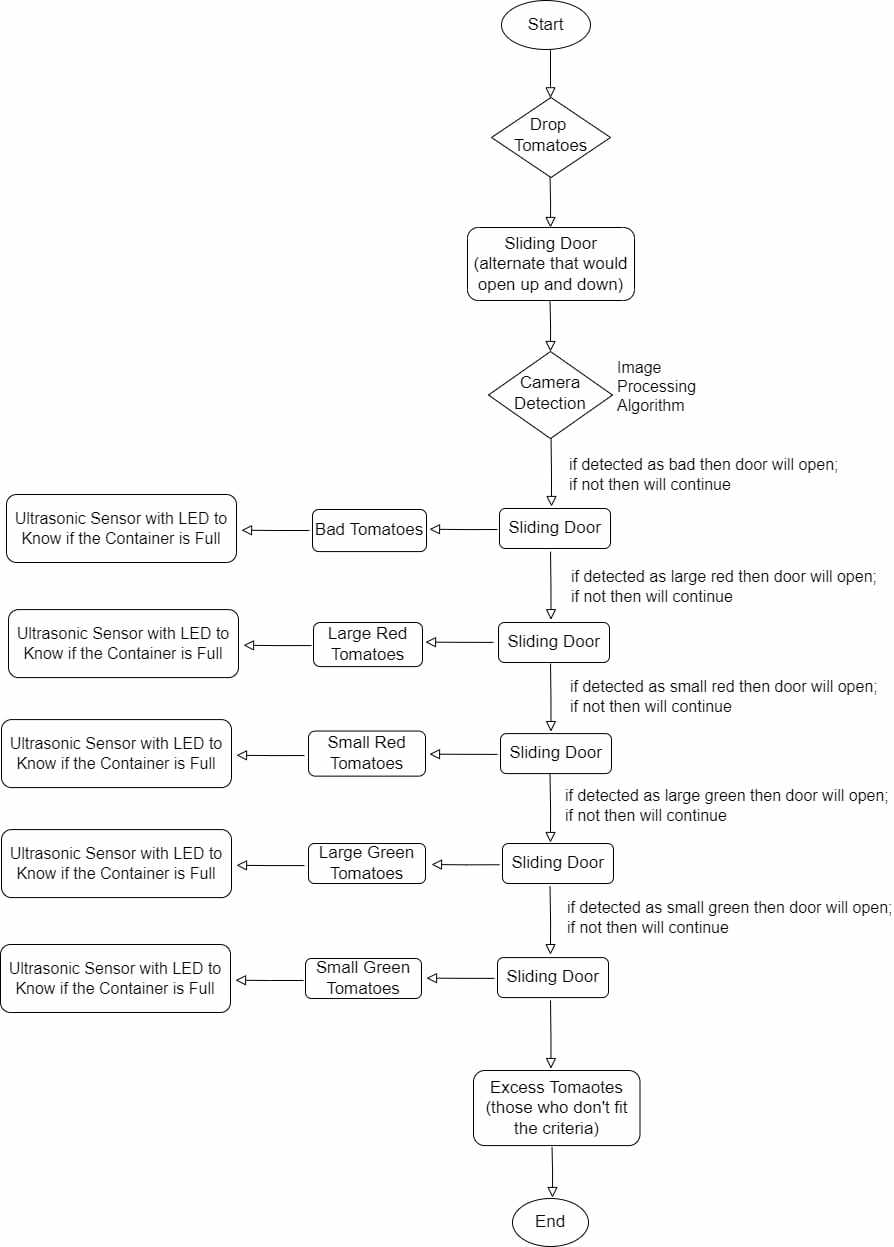 Start
Drop
Tomatoes
Sliding Door
(alternate that would
open up and down)
Camera
Detection
Image
Processing
Algorithm
if detected as bad then door will open;
if not then will continue
Ultrasonic Sensor with LED to
Know if the Container is Full
Bad Tomatoes
Sliding Door
if detected as large red then door will open;
if not then will continue
Ultrasonic Sensor with LED to
Know if the Container is Full
Large Red
Tomatoes
Sliding Door
if detected as small red then door will open;
if not then will continue
Ultrasonic Sensor with LED to
Know if the Container is Full
Small Red
Tomatoes
Sliding Door
if detected as large green then door will open;
if not then will continue
Ultrasonic Sensor with LED to
Know if the Container is Full
Large Green
Tomatoes
Sliding Door
if detected as small green then door will open;
if not then will continue
Ultrasonic Sensor with LED to
Know if the Container is Full
Small Green
Tomatoes
Sliding Door
Excess Tomaotes
(those who don't fit
the criteria)
End